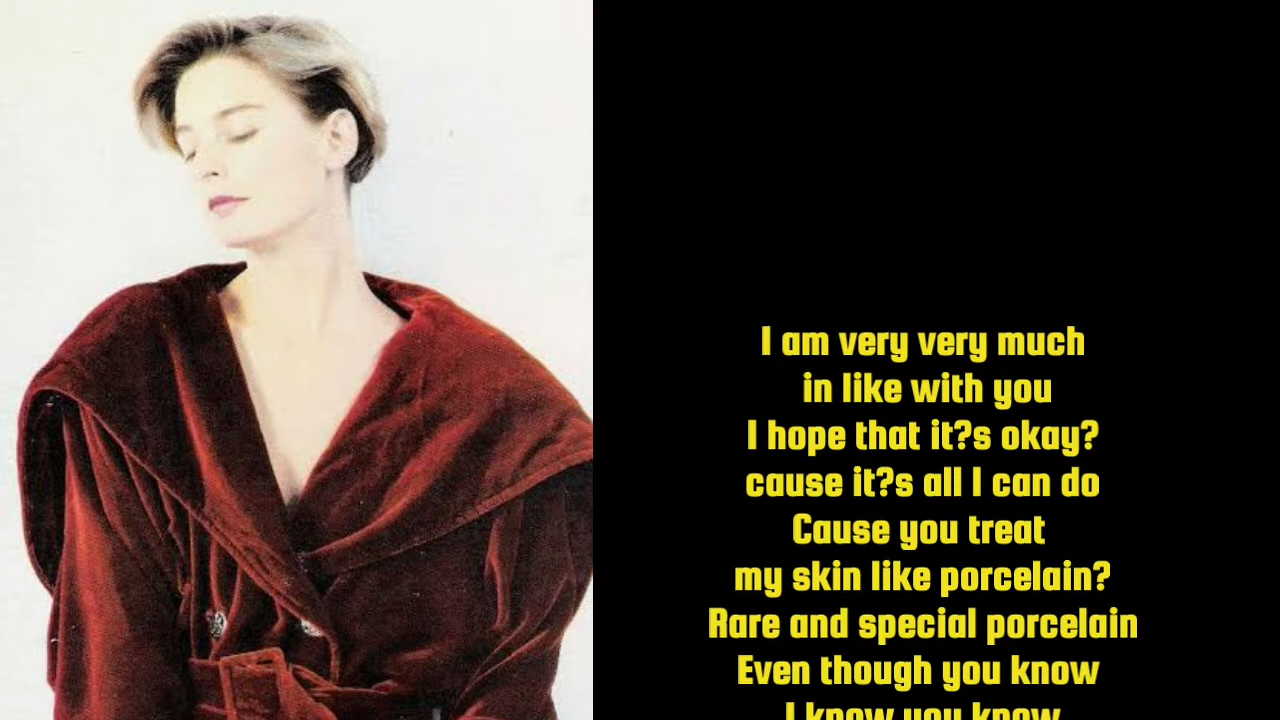 I am very very much
in like with you
I hope that it?s okay?
cause it?s all I can do
Cause you treat
my skin like porcelain?
Rare and special porcelain
Even though you know
I know you know